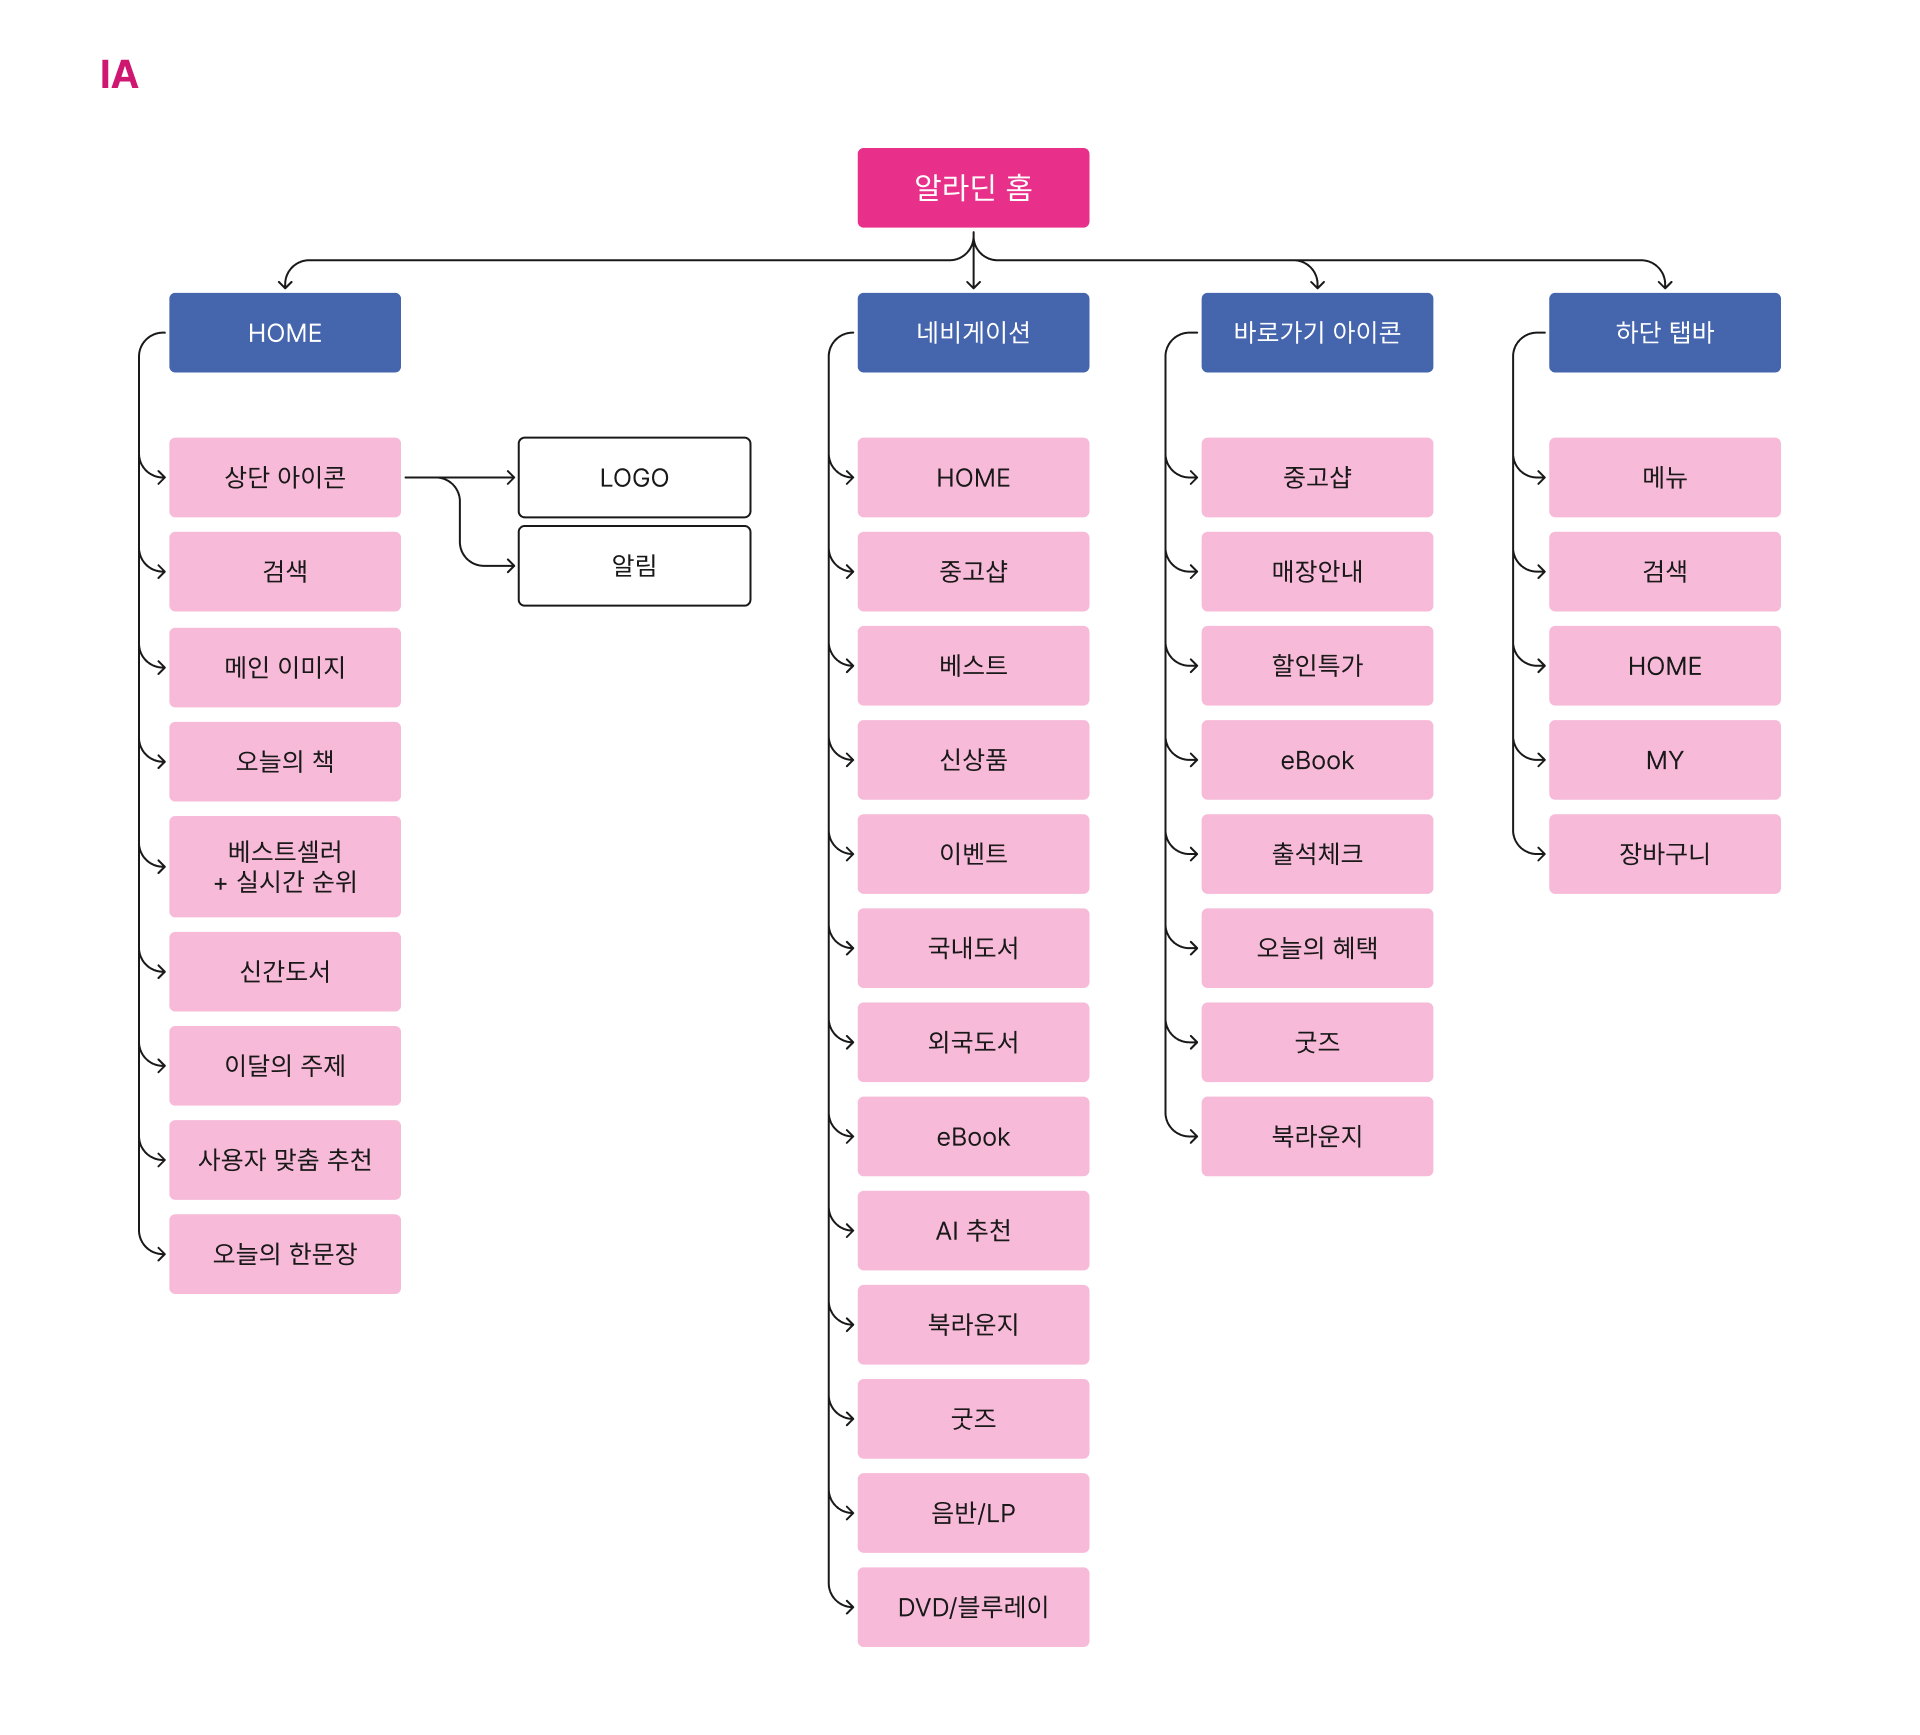 IA
알라딘 홈
HOME
상단 아이콘
LOGO
알림
검색
메인 이미지
오늘의 책
베스트셀러
+ 실시간 순위
신간도서
이달의 주제
사용자 맞춤 추천
오늘의 한문장
네비게이션
HOME
중고샵
베스트
신상품
이벤트
국내도서
외국도서
eBook
AI 추천
북라운지
굿즈
음반/LP
DVD/블루레이
바로가기 아이콘
중고샵
매장안내
할인특가
eBook
출석체크
오늘의 혜택
굿즈
북라운지
하단 탭바
메뉴
검색
HOME
MY
장바구니